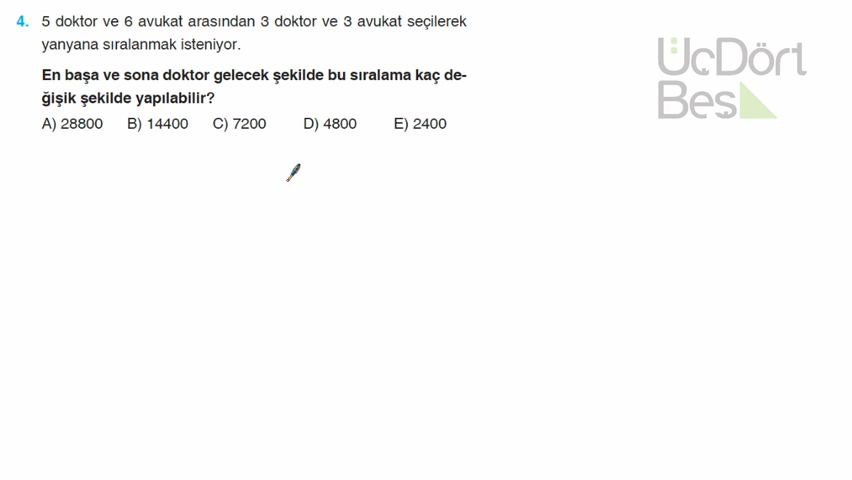 4. 5 doktor ve 6 avukat arasından 3 doktor ve 3 avukat seçilerek
yanyana sıralanmak isteniyor.
En başa ve sona doktor gelecek şekilde bu sıralama kaç de-
ğişik şekilde yapılabilir?
A) 28800 B) 14400 C) 7200 D) 4800 E) 2400
ÜçDört
Beş